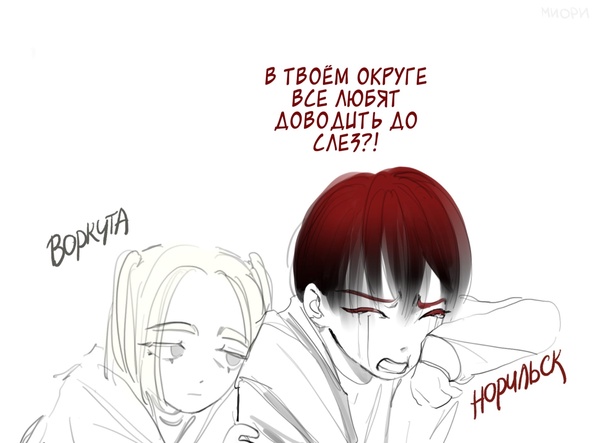 МИОРИ
В ТВОЁМ ОКРУГЕ
ВСЕ ЛЮБЯТ
ДОВОДИТЬ ДО
СЛЕЗ?!
ВОРКУТА
НОРИЛЬСК